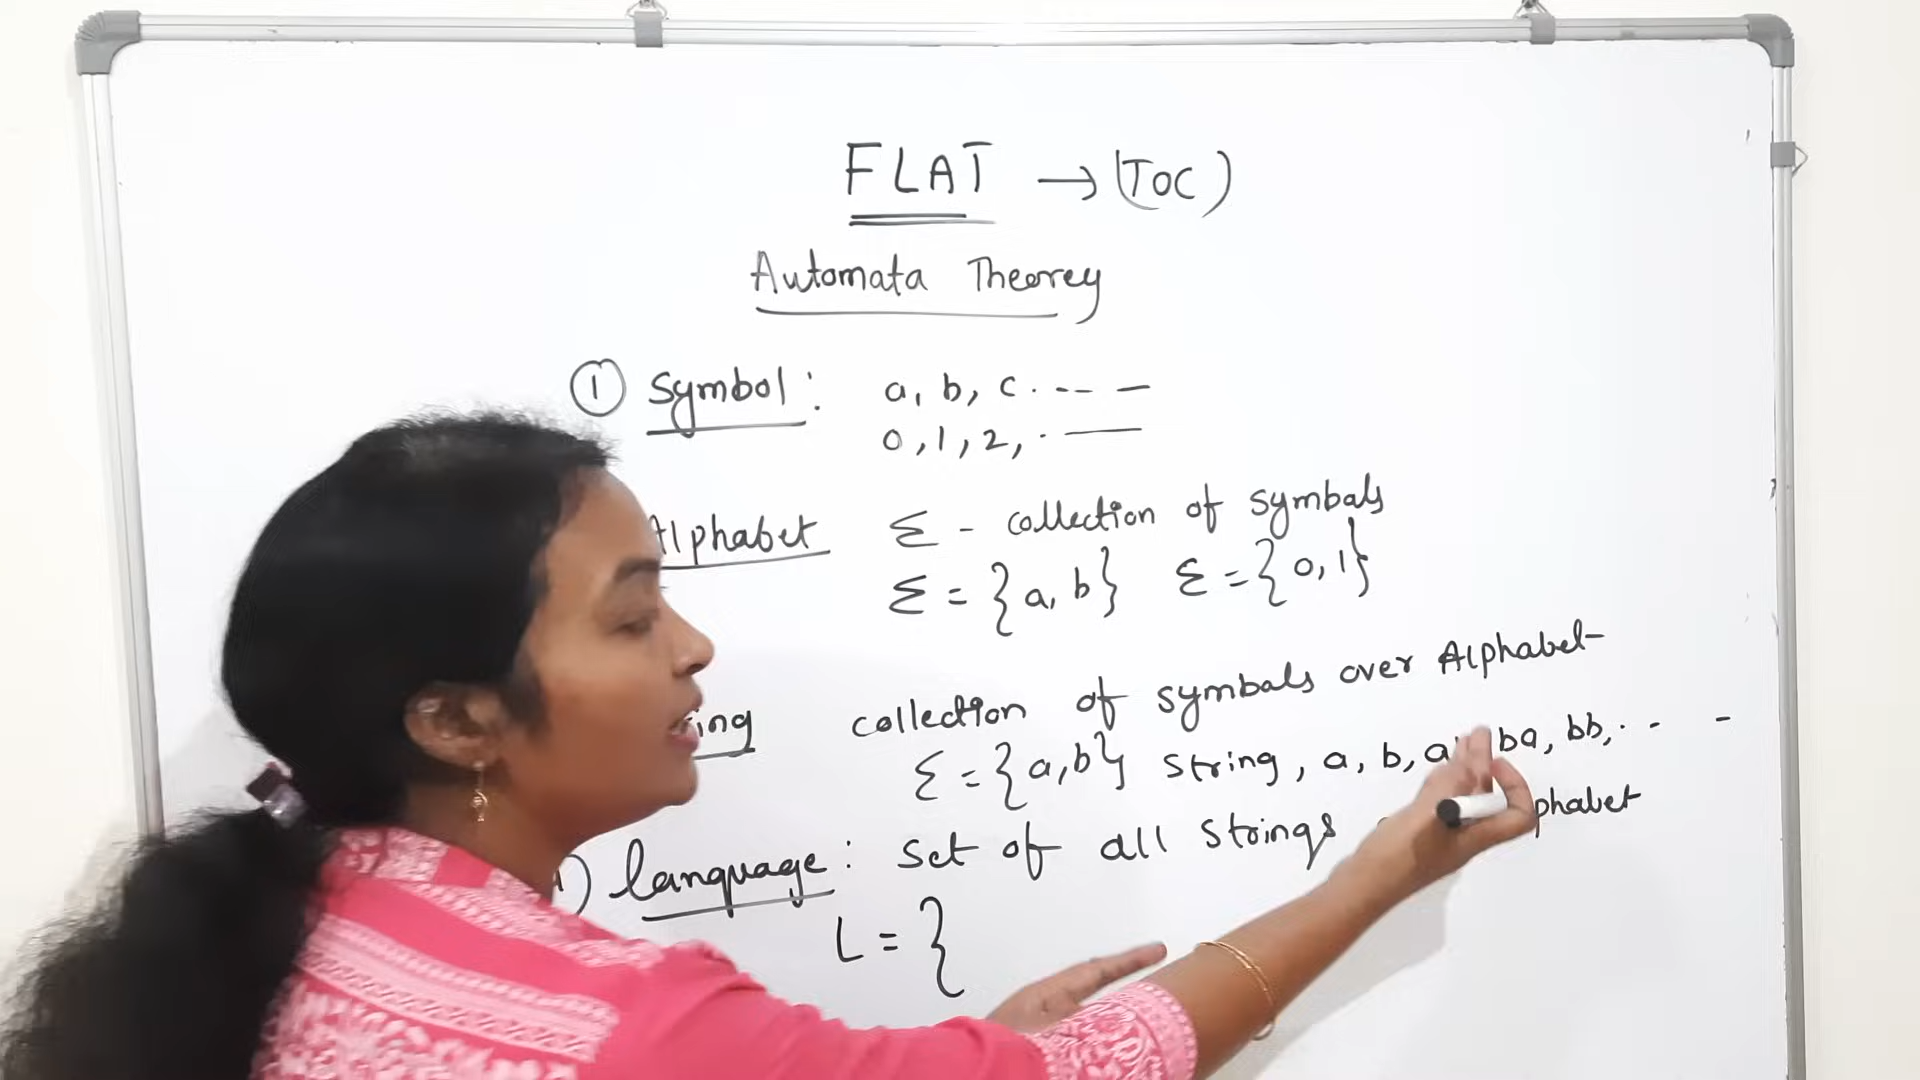 FLAT → (TOC)
Automata Theorey
① Symbol: a, b, c . -- —
0, 1, 2, . —
Alphabet Σ - collection of symbals
Σ = {a, b} Σ = {0, 1}
ing collection of symbals over Alphabet
Σ = {a, b} string, a, b, a ba, bb, . - -
) language: set of all strings phabet
L = {